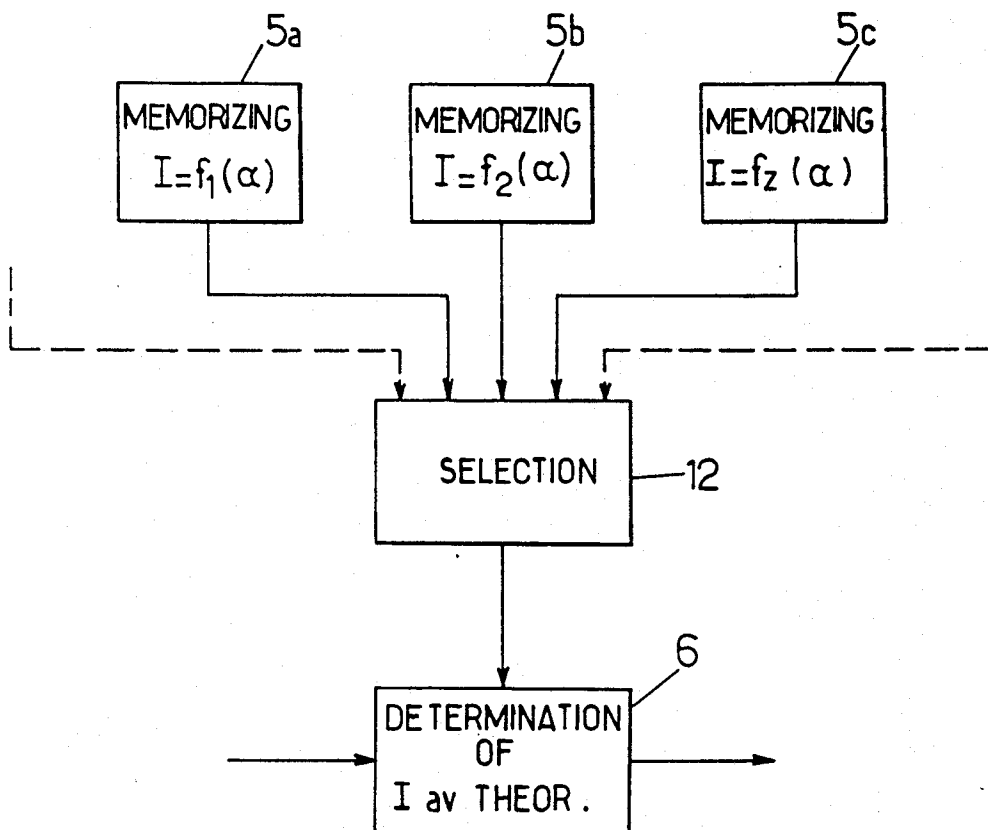 5a
5b
5c
MEMORIZING
I=f₁(α)
MEMORIZING
I=f₂(α)
MEMORIZING
I=fz (α)
SELECTION
12
6
DETERMINATION
OF
I av THEOR.